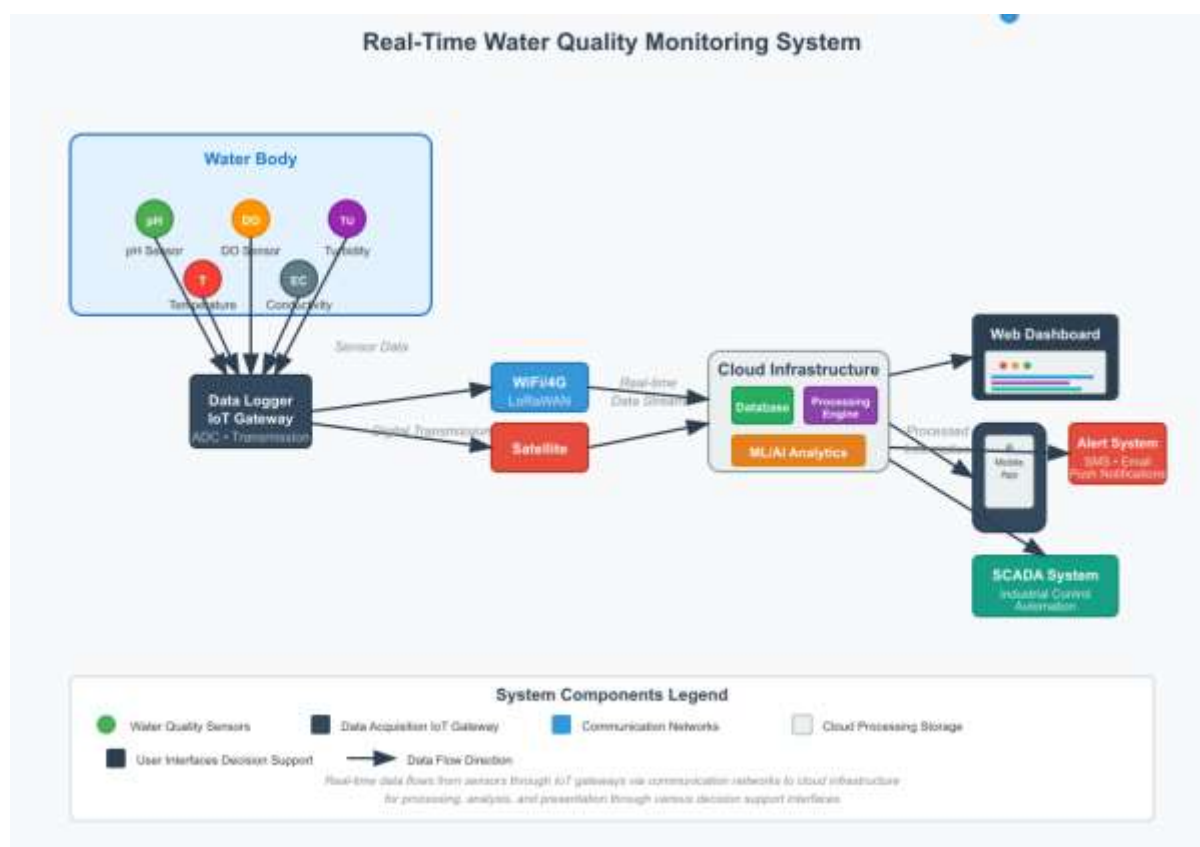 Real-Time Water Quality Monitoring System
Water Body
pH
DO
TU
pH Sensor
DO Sensor
Turbidity
T
EC
Temperature
Conductivity
Sensor Data
Data Logger
IoT Gateway
ADC • Transmission
Digital Transmission
WiFi/4G
LoRaWAN
Satellite
Real-time
Data Stream
Cloud Infrastructure
Database
Processing
Engine
ML/AI Analytics
Processed
Web Dashboard
Mobile
App
Alert System
SMS • Email
Push Notifications
SCADA System
Industrial Control
Automation
System Components Legend
Water Quality Sensors
Data Acquisition IoT Gateway
Communication Networks
Cloud Processing Storage
User Interfaces Decision Support
Data Flow Direction
Real-time data flows from sensors through IoT gateways via communication networks to cloud infrastructure
for processing, analysis, and presentation through various decision support interfaces